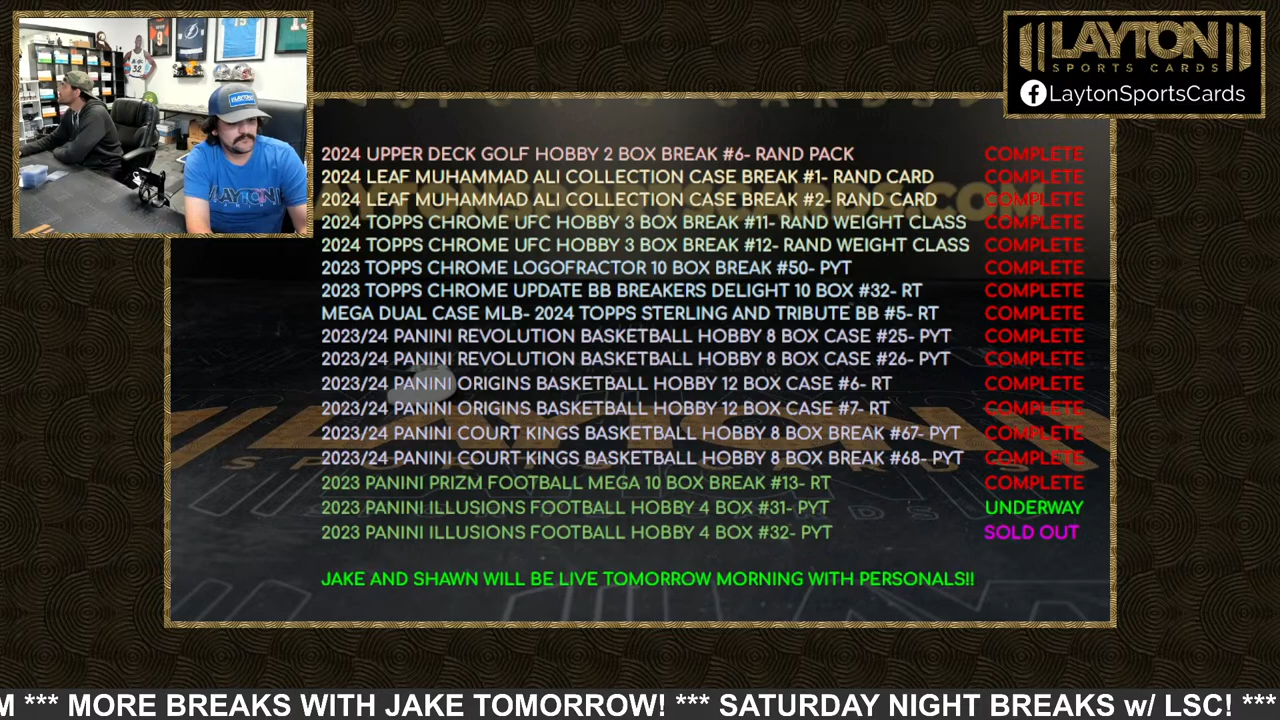 LAYTON
SPORTS CARDS
LaytonSportsCards
2024 UPPER DECK GOLF HOBBY 2 BOX BREAK #6- RAND PACK COMPLETE
2024 LEAF MUHAMMAD ALI COLLECTION CASE BREAK #1- RAND CARD COMPLETE
2024 LEAF MUHAMMAD ALI COLLECTION CASE BREAK #2- RAND CARD COMPLETE
2024 TOPPS CHROME UFC HOBBY 3 BOX BREAK #11- RAND WEIGHT CLASS COMPLETE
2024 TOPPS CHROME UFC HOBBY 3 BOX BREAK #12- RAND WEIGHT CLASS COMPLETE
2023 TOPPS CHROME LOGOFRACTOR 10 BOX BREAK #50- PYT COMPLETE
2023 TOPPS CHROME UPDATE BB BREAKERS DELIGHT 10 BOX #32- RT COMPLETE
MEGA DUAL CASE MLB- 2024 TOPPS STERLING AND TRIBUTE BB #5- RT COMPLETE
2023/24 PANINI REVOLUTION BASKETBALL HOBBY 8 BOX CASE #25- PYT COMPLETE
2023/24 PANINI REVOLUTION BASKETBALL HOBBY 8 BOX CASE #26- PYT COMPLETE
2023/24 PANINI ORIGINS BASKETBALL HOBBY 12 BOX CASE #6- RT COMPLETE
2023/24 PANINI ORIGINS BASKETBALL HOBBY 12 BOX CASE #7- RT COMPLETE
2023/24 PANINI COURT KINGS BASKETBALL HOBBY 8 BOX BREAK #67- PYT COMPLETE
2023/24 PANINI COURT KINGS BASKETBALL HOBBY 8 BOX BREAK #68- PYT COMPLETE
2023 PANINI PRIZM FOOTBALL MEGA 10 BOX BREAK #13- RT COMPLETE
2023 PANINI ILLUSIONS FOOTBALL HOBBY 4 BOX #31- PYT UNDERWAY
2023 PANINI ILLUSIONS FOOTBALL HOBBY 4 BOX #32- PYT SOLD OUT
JAKE AND SHAWN WILL BE LIVE TOMORROW MORNING WITH PERSONALS!!
M *** MORE BREAKS WITH JAKE TOMORROW! *** SATURDAY NIGHT BREAKS w/ LSC! ***